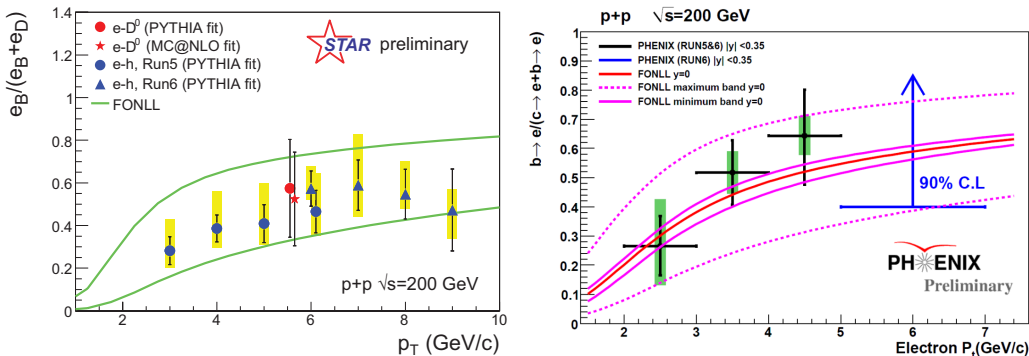 e_B/(e_B+e_D)
1.4
1.2
1
0.8
0.6
0.4
0.2
0
e-D⁰ (PYTHIA fit)
e-D⁰ (MC@NLO fit)
e-h, Run5 (PYTHIA fit)
e-h, Run6 (PYTHIA fit)
FONLL
STAR preliminary
p+p √s=200 GeV
2 4 6 8 10
p_T (GeV/c)
p+p √s=200 GeV
b→ e/(c→ e+b→ e)
1
0.9
0.8
0.7
0.6
0.5
0.4
0.3
0.2
0.1
0
PHENIX (RUN5&6) |y| <0.35
PHENIX (RUN6) |y| <0.35
FONLL y=0
FONLL maximum band y=0
FONLL minimum band y=0
90% C.L
PHENIX
Preliminary
2 3 4 5 6 7
Electron P_t(GeV/c)